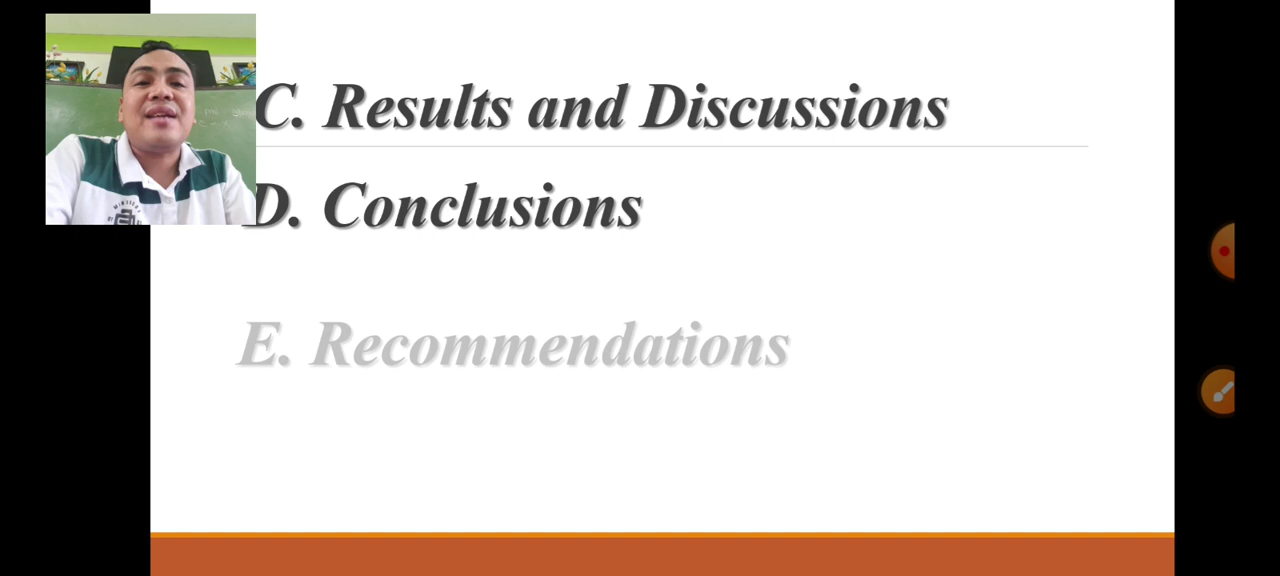 C. Results and Discussions
D. Conclusions
E. Recommendations